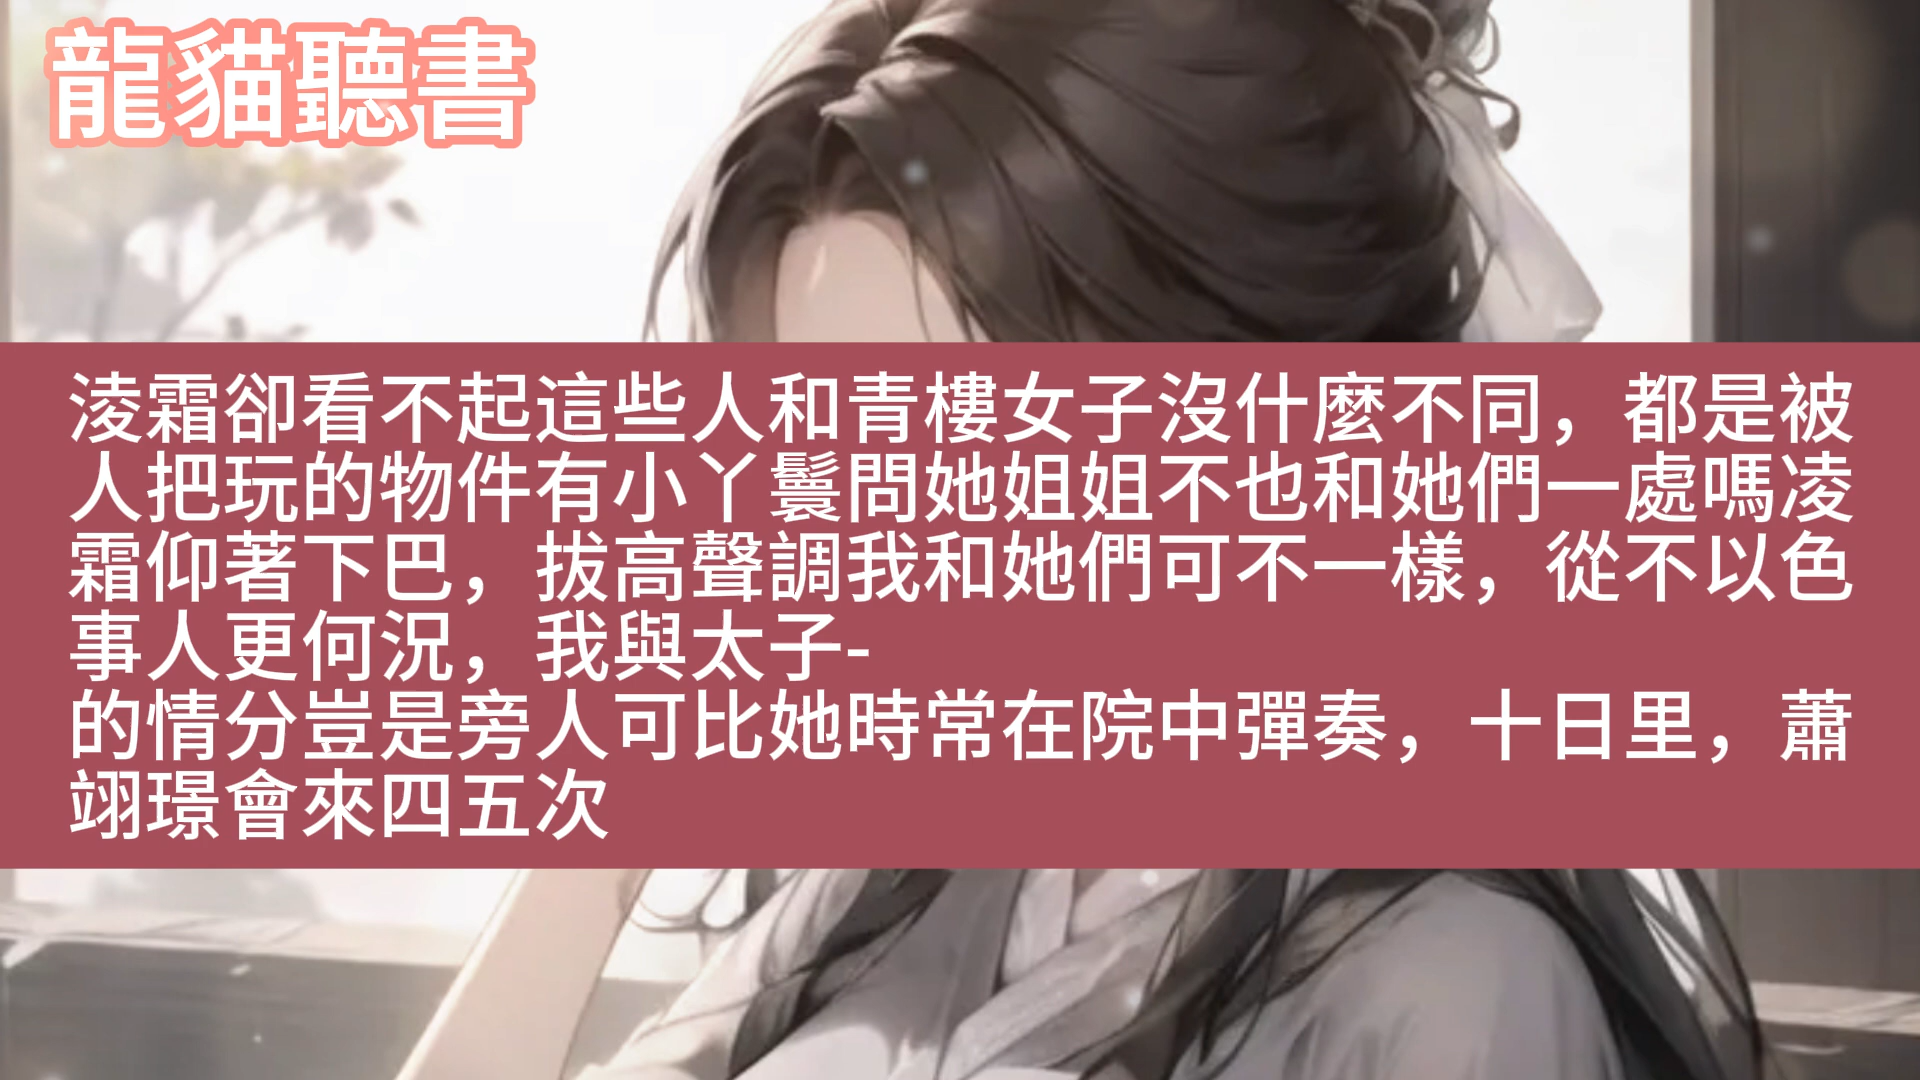 龍貓聽書
淩霜卻看不起這些人和青樓女子沒什麼不同，都是被
人把玩的物件有小丫鬟問她姐姐不也和她們一處嗎凌
霜仰著下巴，拔高聲調我和她們可不一樣，從不以色
事人更何況，我與太子-
的情分豈是旁人可比她時常在院中彈奏，十日里，蕭
翊璟會來四五次